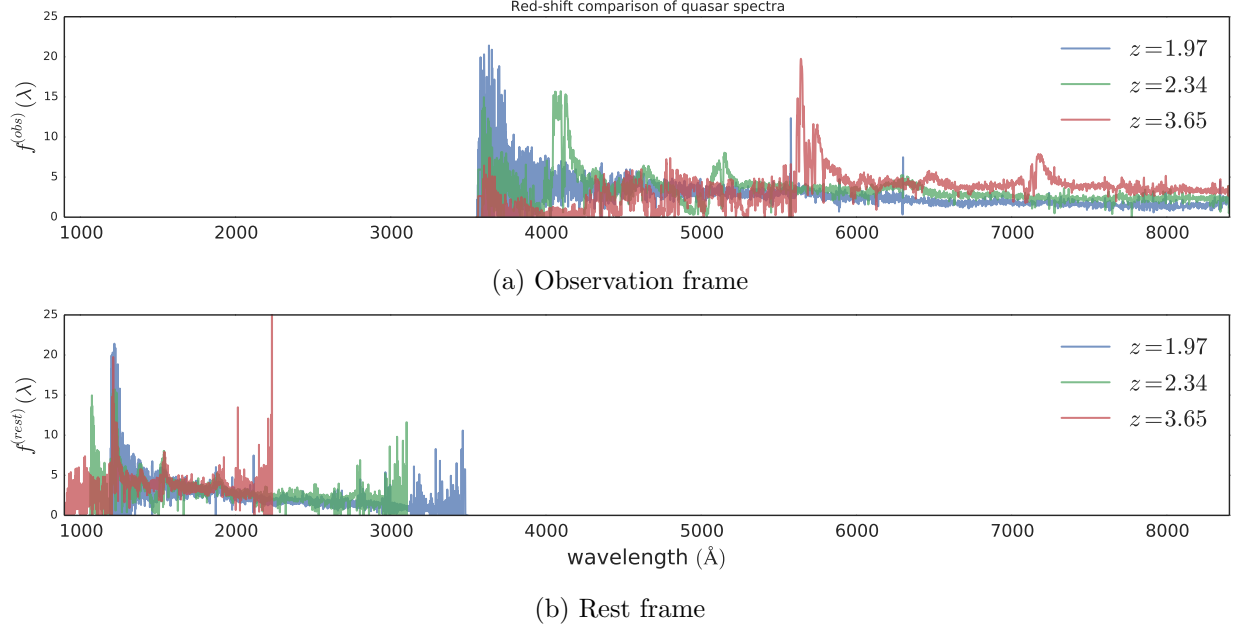 Red-shift comparison of quasar spectra
25
20
15
10
5
0
f^(obs)(λ)
z=1.97
z=2.34
z=3.65
1000 2000 3000 4000 5000 6000 7000 8000
(a) Observation frame
25
20
15
10
5
0
f^(rest)(λ)
z=1.97
z=2.34
z=3.65
1000 2000 3000 4000 5000 6000 7000 8000
wavelength (Å)
(b) Rest frame